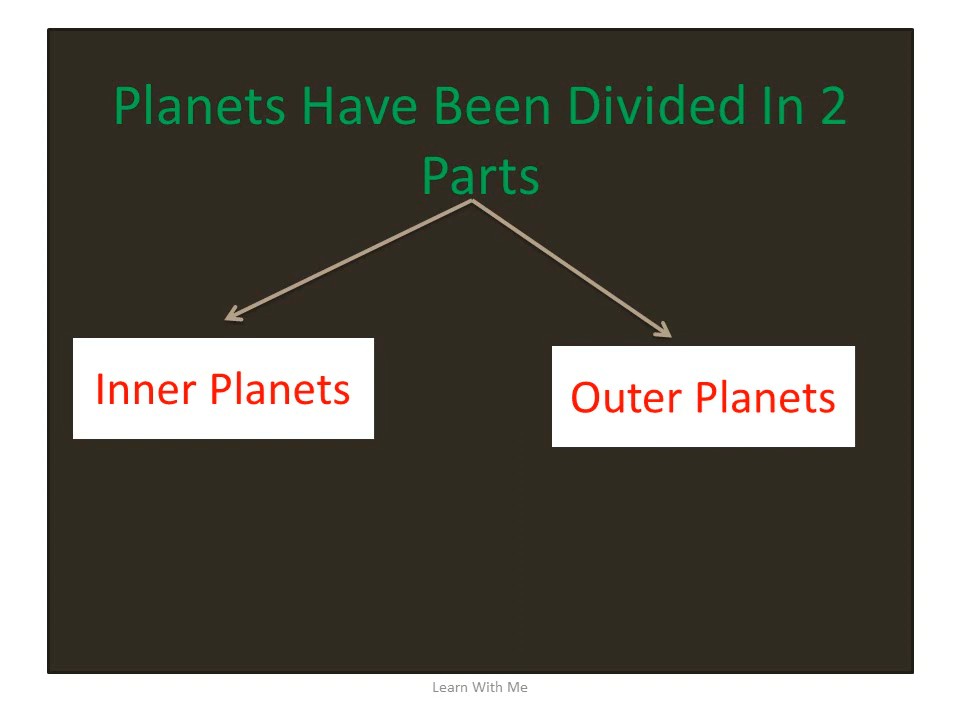 Planets Have Been Divided In 2
Parts
Inner Planets
Outer Planets
Learn With Me